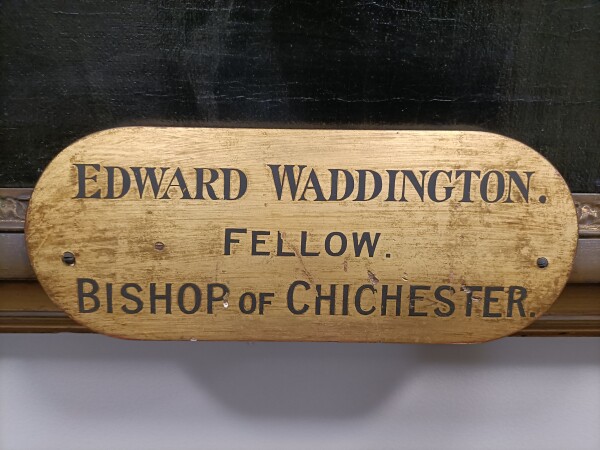 EDWARD WADDINGTON.
FELLOW.
BISHOP OF CHICHESTER.